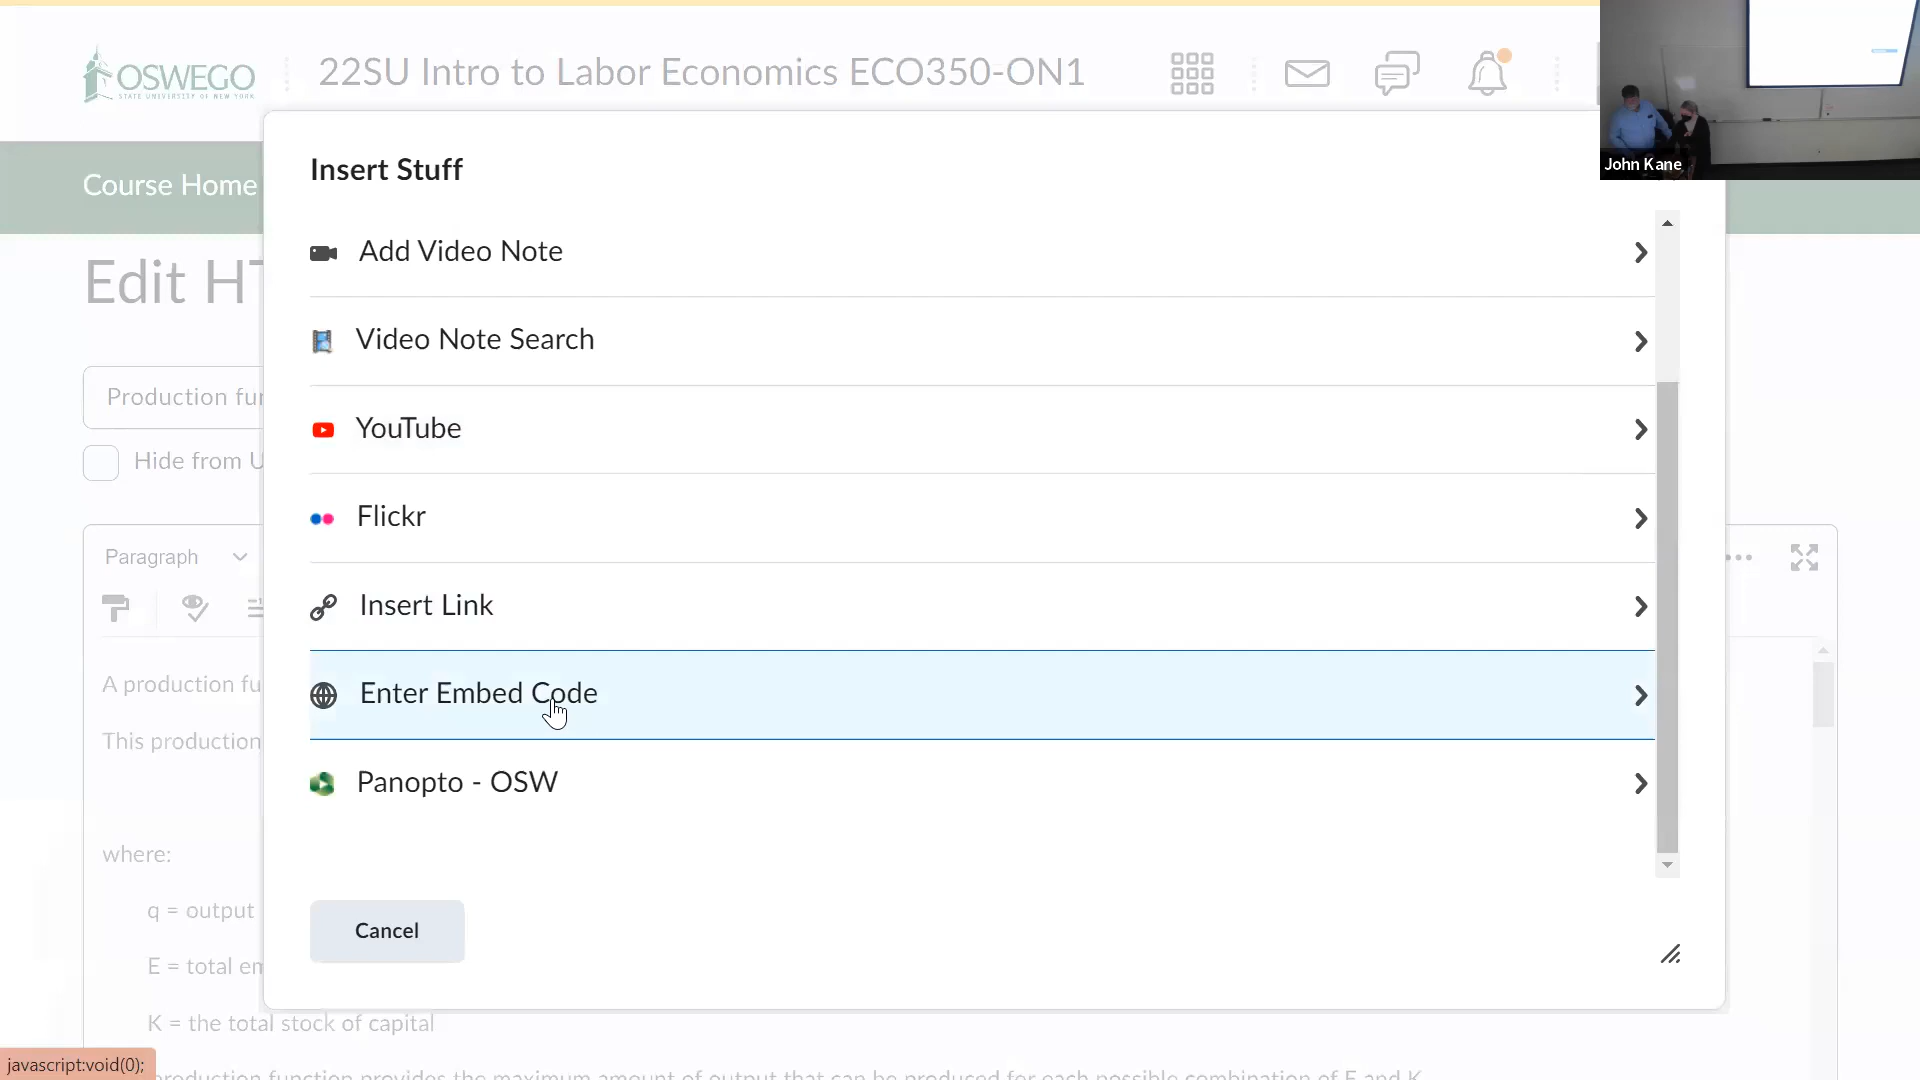 OSWEGO
STATE UNIVERSITY OF NEW YORK
22SU Intro to Labor Economics ECO350-ON1
John Kane
Course Home
Insert Stuff
Edit HT
Add Video Note
Video Note Search
Production fun
YouTube
Hide from U
Flickr
Paragraph
Insert Link
A production fu
Enter Embed Code
This production
Panopto - OSW
where:
q = output
Cancel
E = total em
K = the total stock of capital
javascript:void(0);
production function provides the maximum amount of output that can be produced for each possible combination of E and K